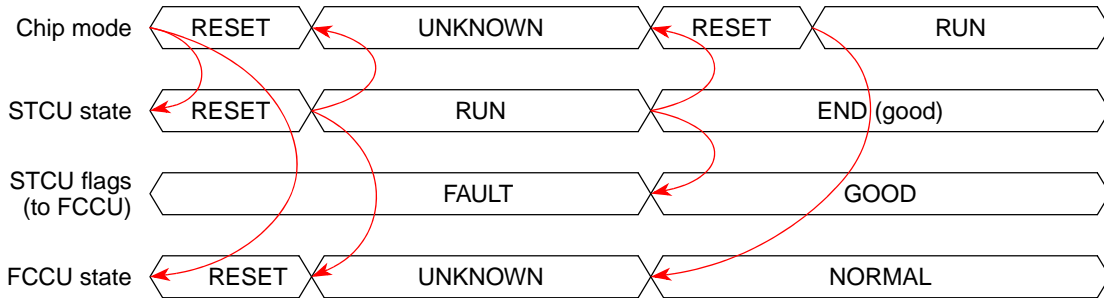 Chip mode RESET UNKNOWN RESET RUN
STCU state RESET RUN END (good)
STCU flags
(to FCCU) FAULT GOOD
FCCU state RESET UNKNOWN NORMAL